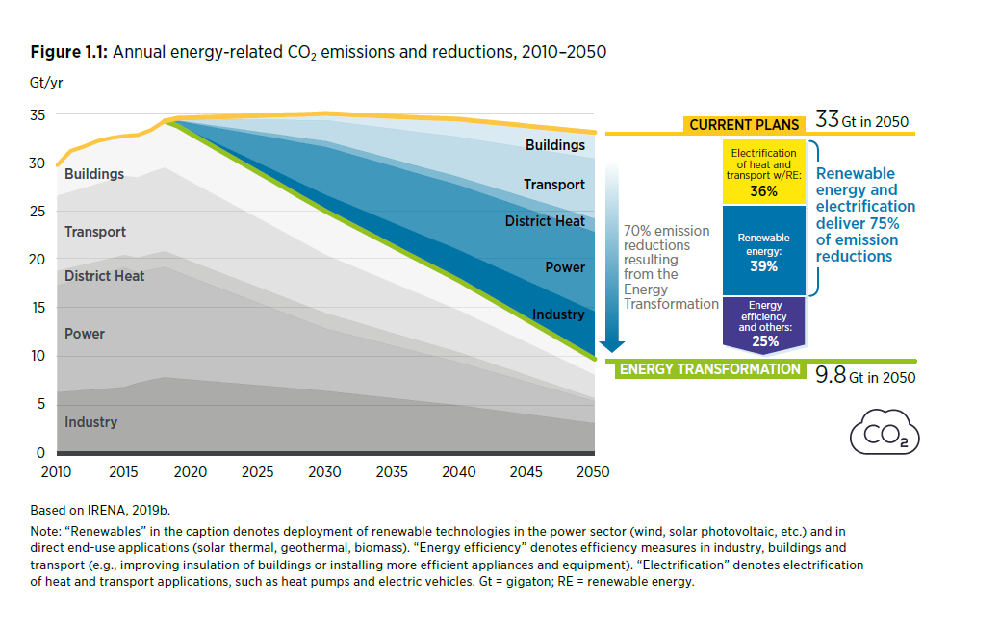 Figure 1.1: Annual energy-related CO₂ emissions and reductions, 2010–2050
Gt/yr
35
30
25
20
15
10
5
0
Buildings
Transport
District Heat
Power
Industry
Buildings
Transport
District Heat
Power
Industry
2010 2015 2020 2025 2030 2035 2040 2045 2050
70% emission
reductions
resulting
from the
Energy
Transformation
CURRENT PLANS
33 Gt in 2050
Electrification
of heat and
transport w/RE:
36%
Renewable
energy:
39%
Energy
efficiency
and others:
25%
Renewable
energy and
electrification
deliver 75%
of emission
reductions
ENERGY TRANSFORMATION
9.8 Gt in 2050
CO₂
Based on IRENA, 2019b.
Note: “Renewables” in the caption denotes deployment of renewable technologies in the power sector (wind, solar photovoltaic, etc.) and in
direct end-use applications (solar thermal, geothermal, biomass). “Energy efficiency” denotes efficiency measures in industry, buildings and
transport (e.g., improving insulation of buildings or installing more efficient appliances and equipment). “Electrification” denotes electrification
of heat and transport applications, such as heat pumps and electric vehicles. Gt = gigaton; RE = renewable energy.